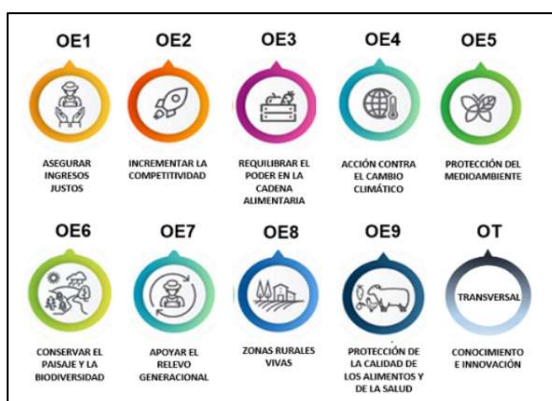 OE1
OE2
OE3
OE4
OE5
ASEGURAR
INGRESOS
JUSTOS
INCREMENTAR LA
COMPETITIVIDAD
REQUILIBRAR EL
PODER EN LA
CADENA
ALIMENTARIA
ACCIÓN CONTRA
EL CAMBIO
CLIMÁTICO
PROTECCIÓN DEL
MEDIOAMBIENTE
OE6
OE7
OE8
OE9
OT
TRANSVERSAL
CONSERVAR EL
PAISAJE Y LA
BIODIVERSIDAD
APOYAR EL
RELEVO
GENERACIONAL
ZONAS RURALES
VIVAS
PROTECCIÓN DE
LA CALIDAD DE
LOS ALIMENTOS Y
DE LA SALUD
CONOCIMIENTO
E INNOVACIÓN